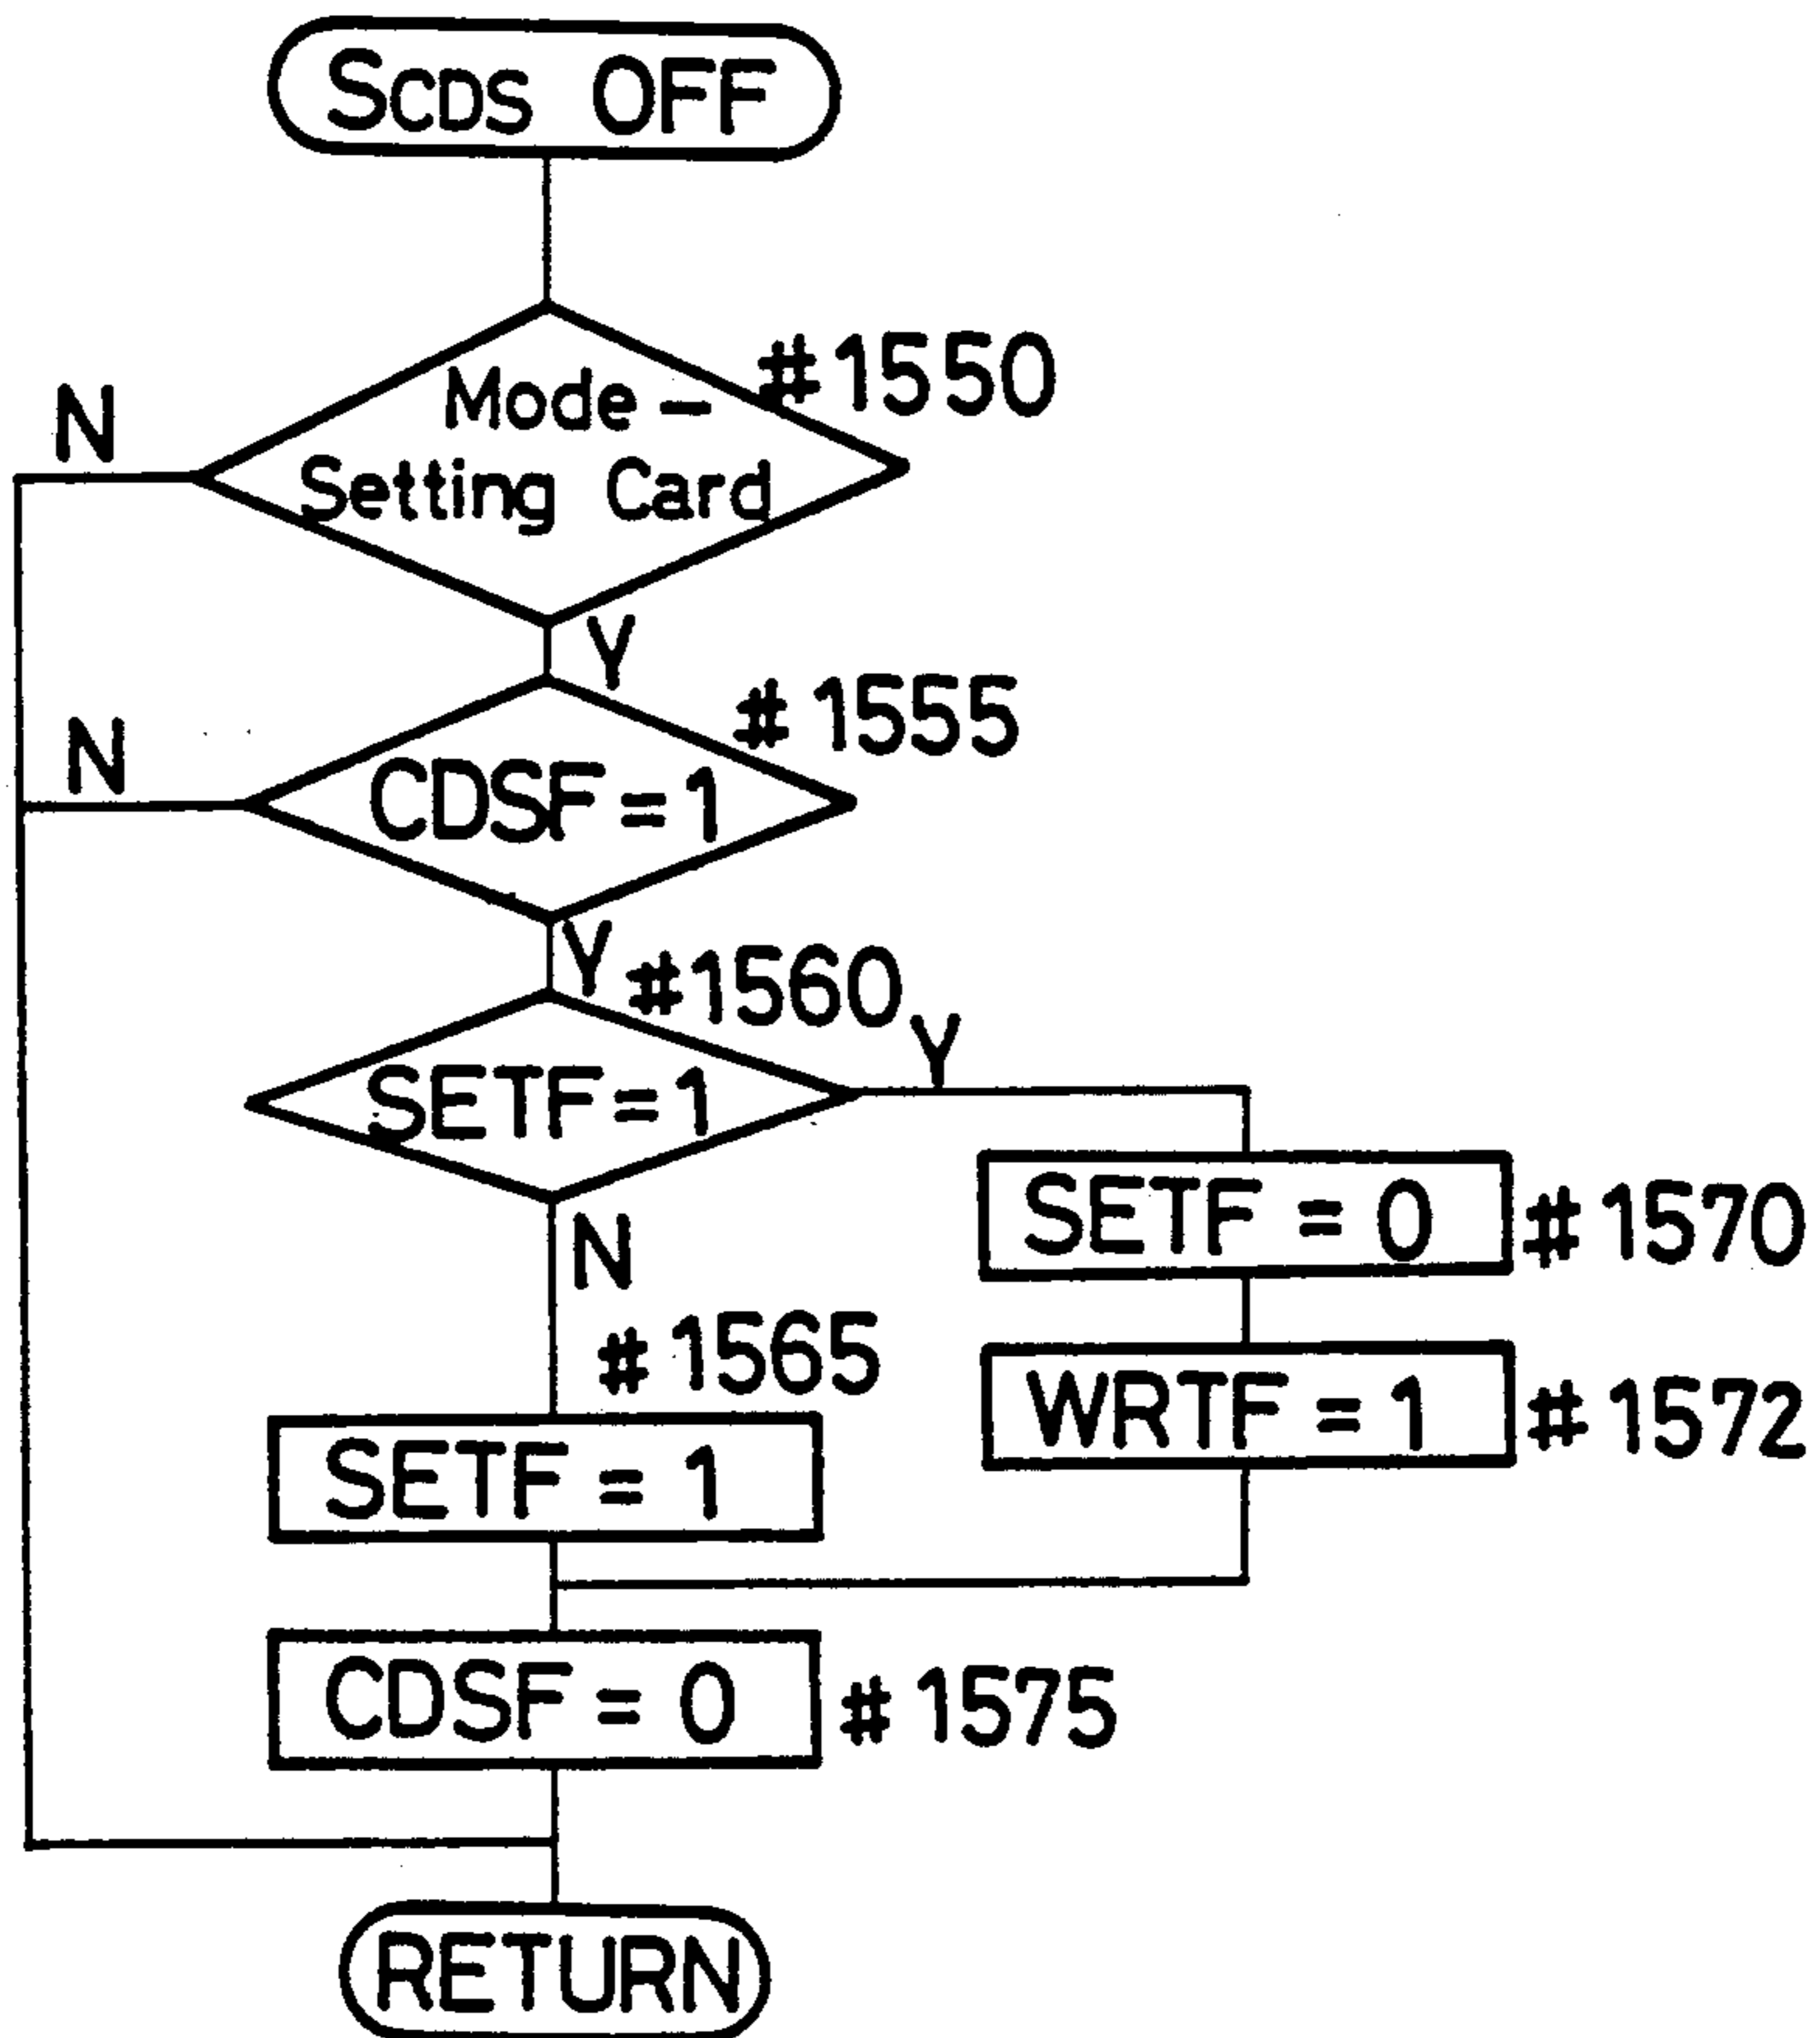 SCDS OFF
#1550
Mode-
Setting Card
N
Y
#1555
N
CDSF=1
Y
#1560
Y
SETF=1
N
SETF = 0
#1570
#1565
WRTF = 1
#1572
SETF = 1
CDSF = 0
#1575
RETURN